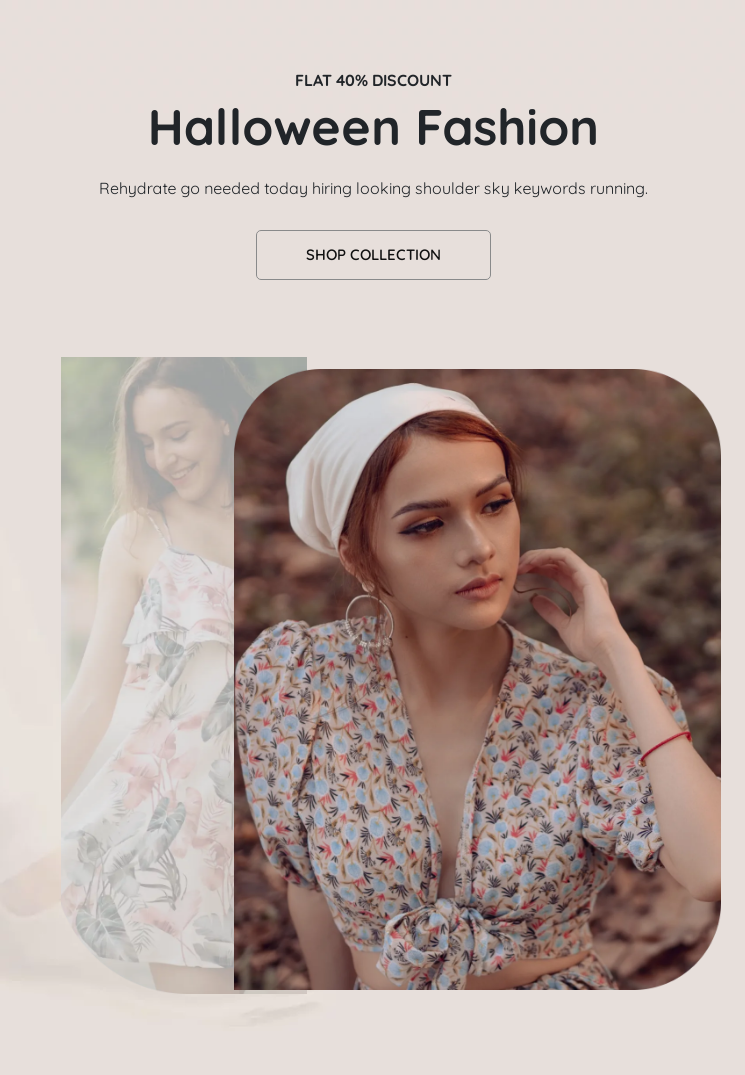 FLAT 40% DISCOUNT
Halloween Fashion
Rehydrate go needed today hiring looking shoulder sky keywords running.
SHOP COLLECTION